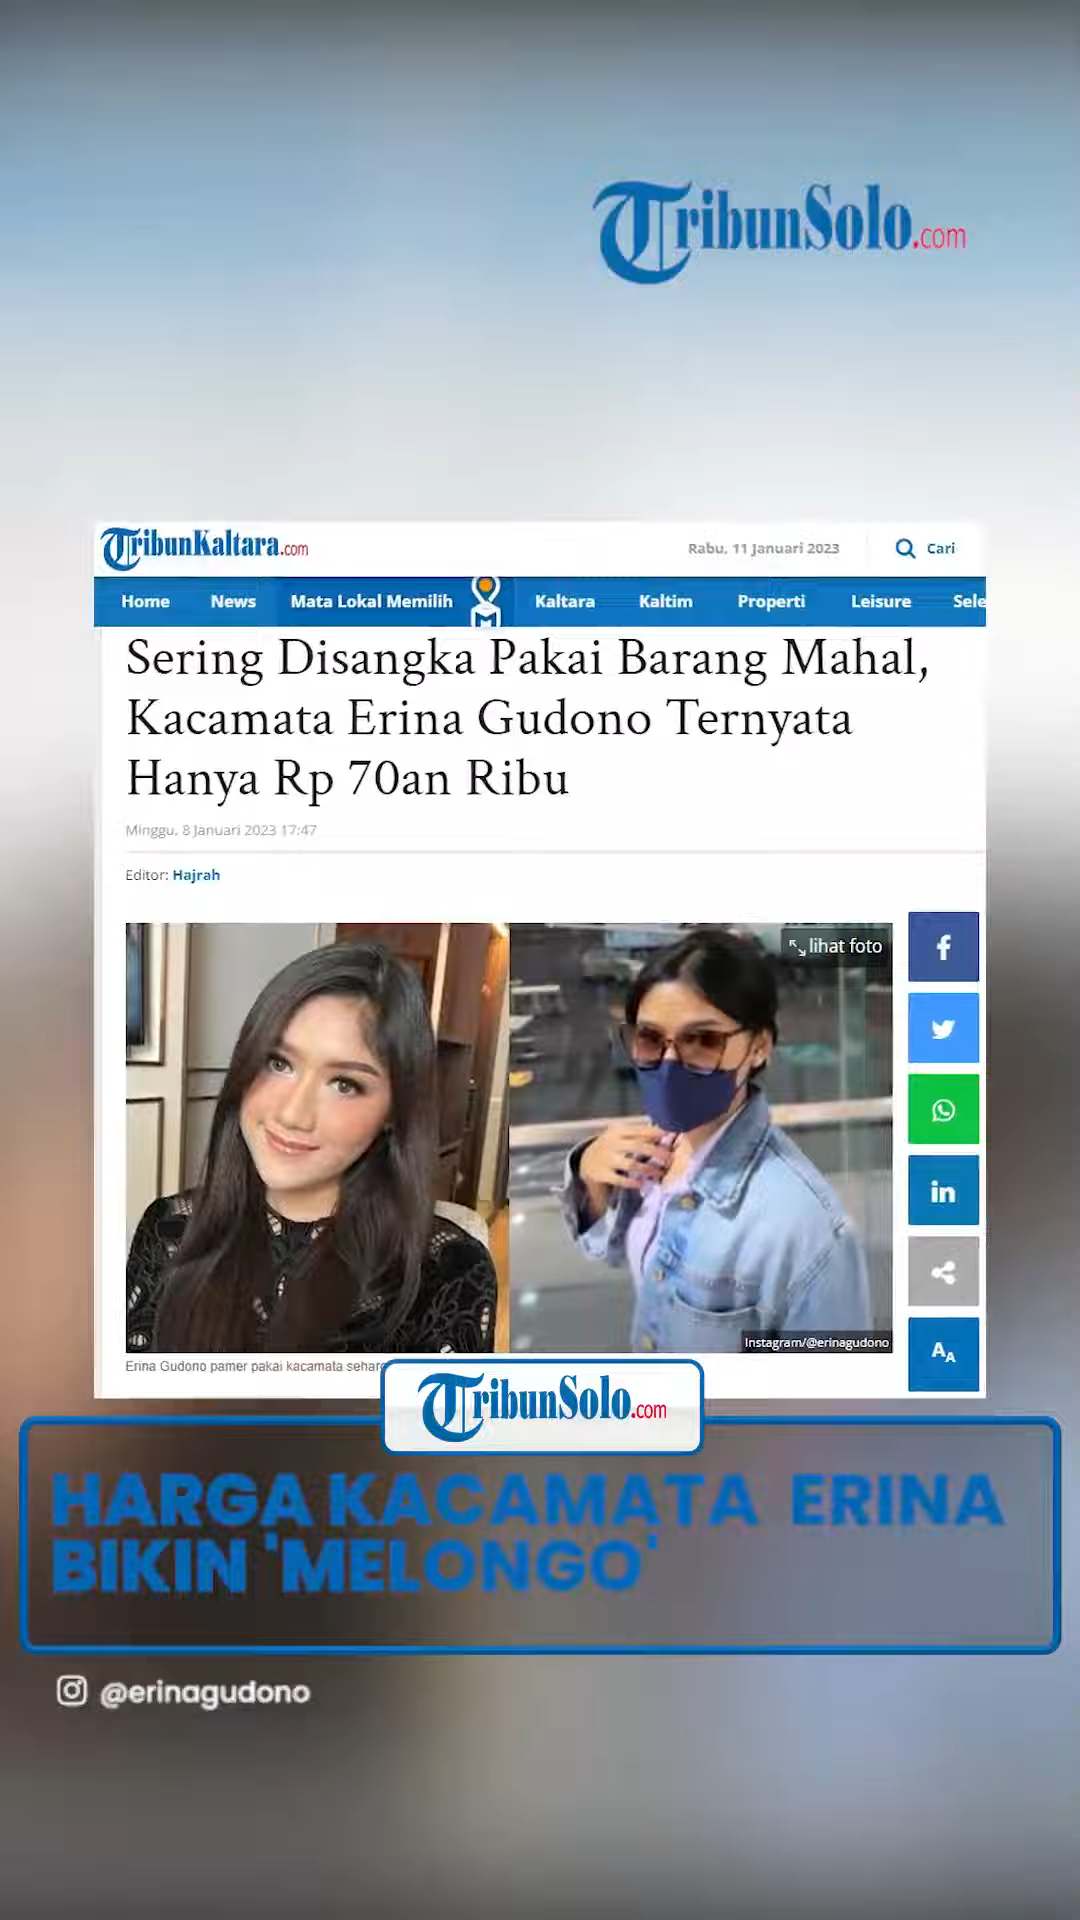 TribunSolo.com
TribunKaltara.com
Rabu, 11 Januari 2023
Cari
Home News Mata Lokal Memilih Kaltara Kaltim Properti Leisure Sele
Sering Disangka Pakai Barang Mahal,
Kacamata Erina Gudono Ternyata
Hanya Rp 70an Ribu
Minggu, 8 Januari 2023 17:47
Editor: Hajrah
lihat foto
Instagram/@erinagudono
Erina Gudono pamer pakai kacamata sehar
TribunSolo.com
HARGA KACAMATA ERINA
BIKIN 'MELONGO'
@erinagudono